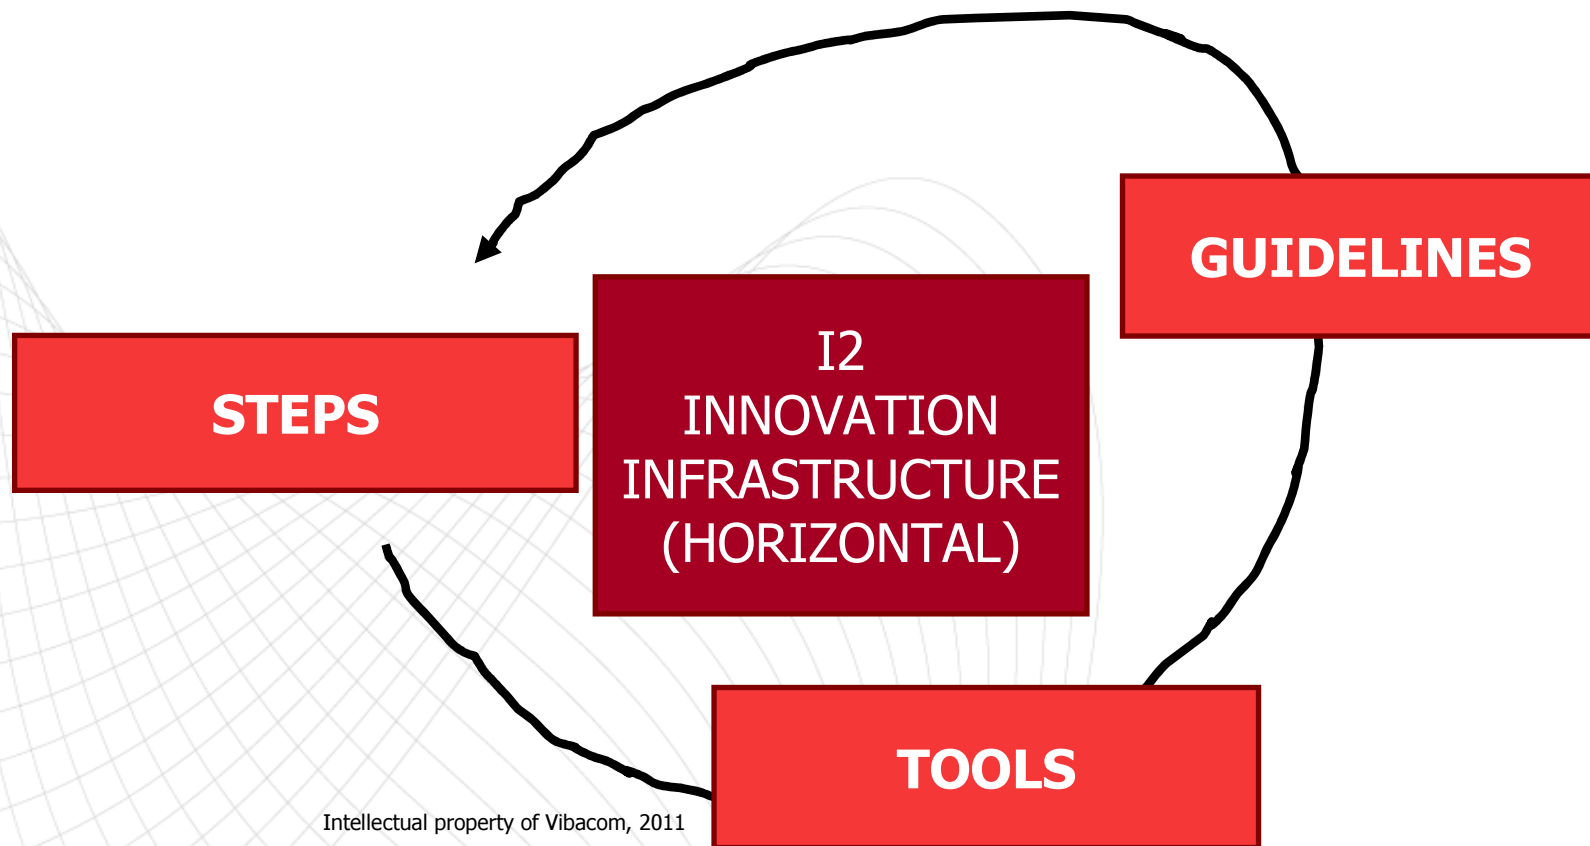 GUIDELINES
STEPS
I2
INNOVATION
INFRASTRUCTURE
(HORIZONTAL)
TOOLS
Intellectual property of Vibacom, 2011